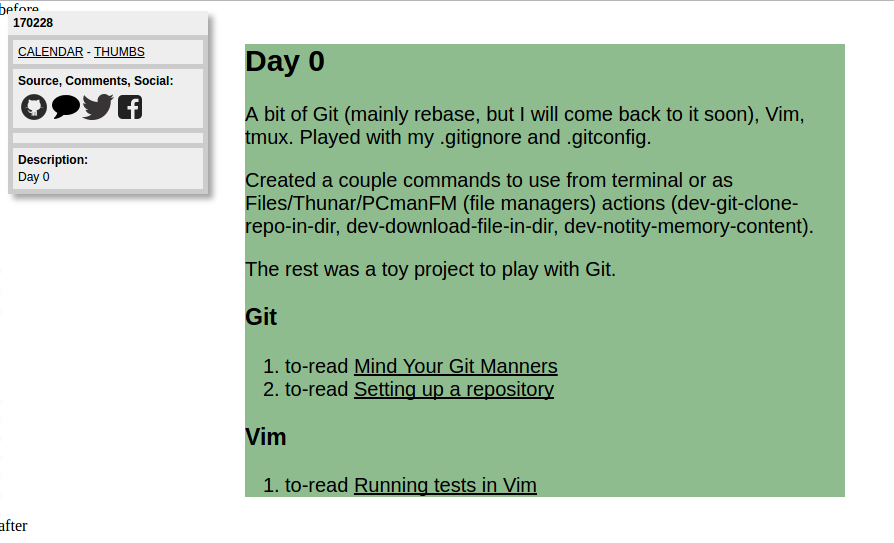 before
170228
CALENDAR - THUMBS
Source, Comments, Social:
Description:
Day 0
Day 0
A bit of Git (mainly rebase, but I will come back to it soon), Vim,
tmux. Played with my .gitignore and .gitconfig.
Created a couple commands to use from terminal or as
Files/Thunar/PCmanFM (file managers) actions (dev-git-clone-
repo-in-dir, dev-download-file-in-dir, dev-notity-memory-content).
The rest was a toy project to play with Git.
Git
1. to-read Mind Your Git Manners
2. to-read Setting up a repository
Vim
1. to-read Running tests in Vim
after